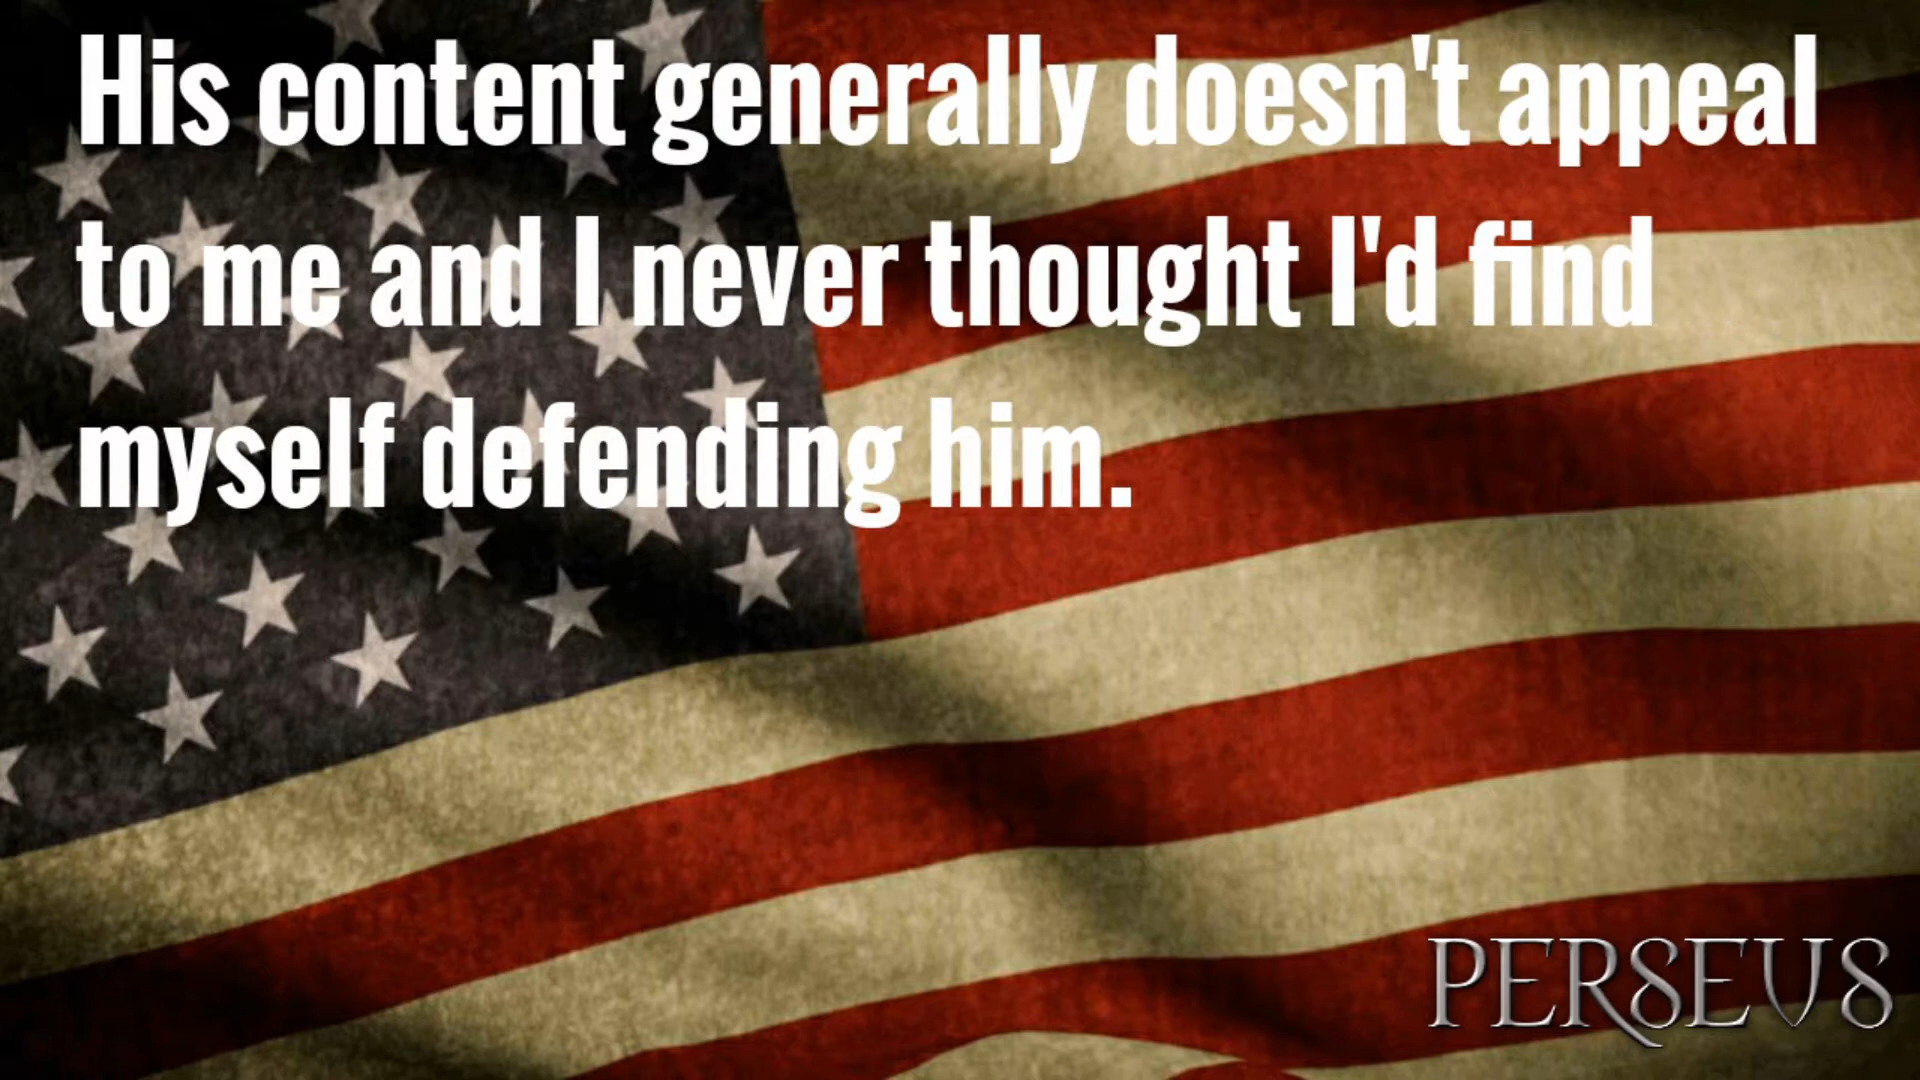 His content generally doesn't appeal
to me and I never thought I'd find
myself defending him.
PERSEUS